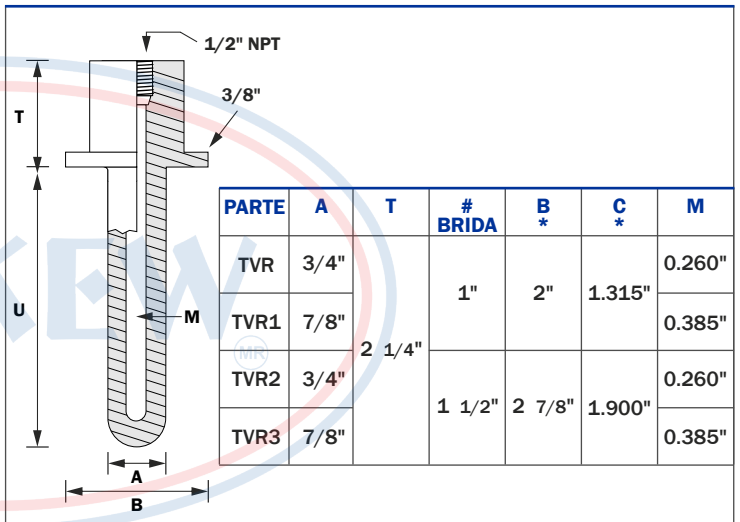 1/2" NPT
3/8"
T
U
M
A
B
KEW
MR
PARTE A T # BRIDA B * C * M
TVR 3/4" 2 1/4" 1" 2" 1.315" 0.260"
TVR1 7/8" 0.385"
TVR2 3/4" 1 1/2" 2 7/8" 1.900" 0.260"
TVR3 7/8" 0.385"